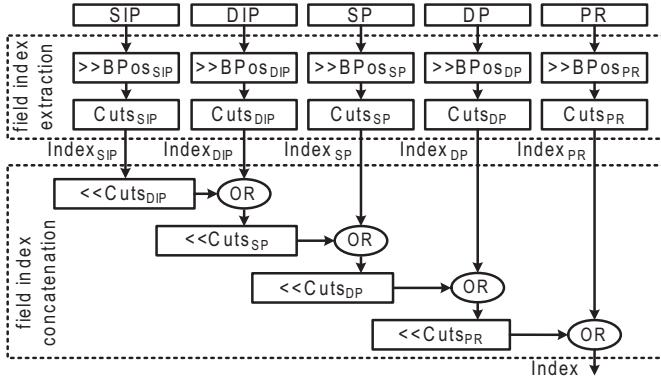 SIP DIP SP DP PR
field index extraction
>>BPosSIP >>BPosDIP >>BPosSP >>BPosDP >>BPosPR
CutsSIP CutsDIP CutsSP CutsDP CutsPR
IndexSIP IndexDIP IndexSP IndexDP IndexPR
field index concatenation
<<CutsDIP OR
<<CutsSP OR
<<CutsDP OR
<<CutsPR OR
Index